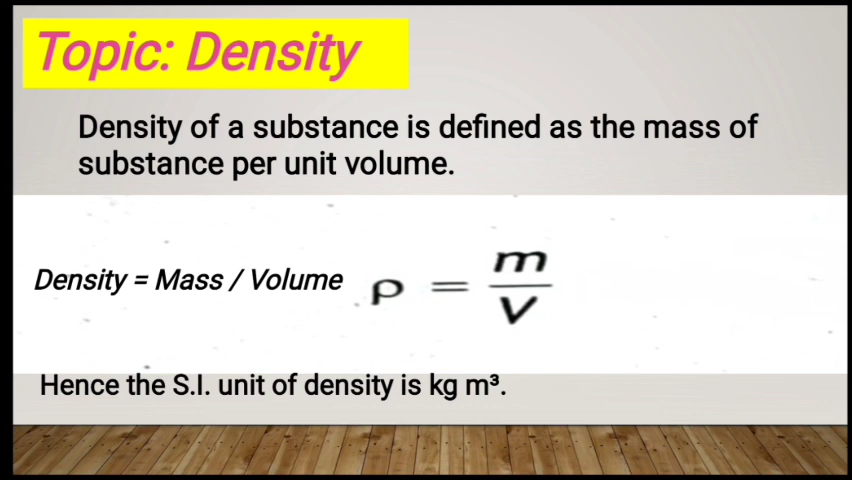 Topic: Density
Density of a substance is defined as the mass of
substance per unit volume.
Density = Mass / Volume ρ = m/V
Hence the S.I. unit of density is kg m³.